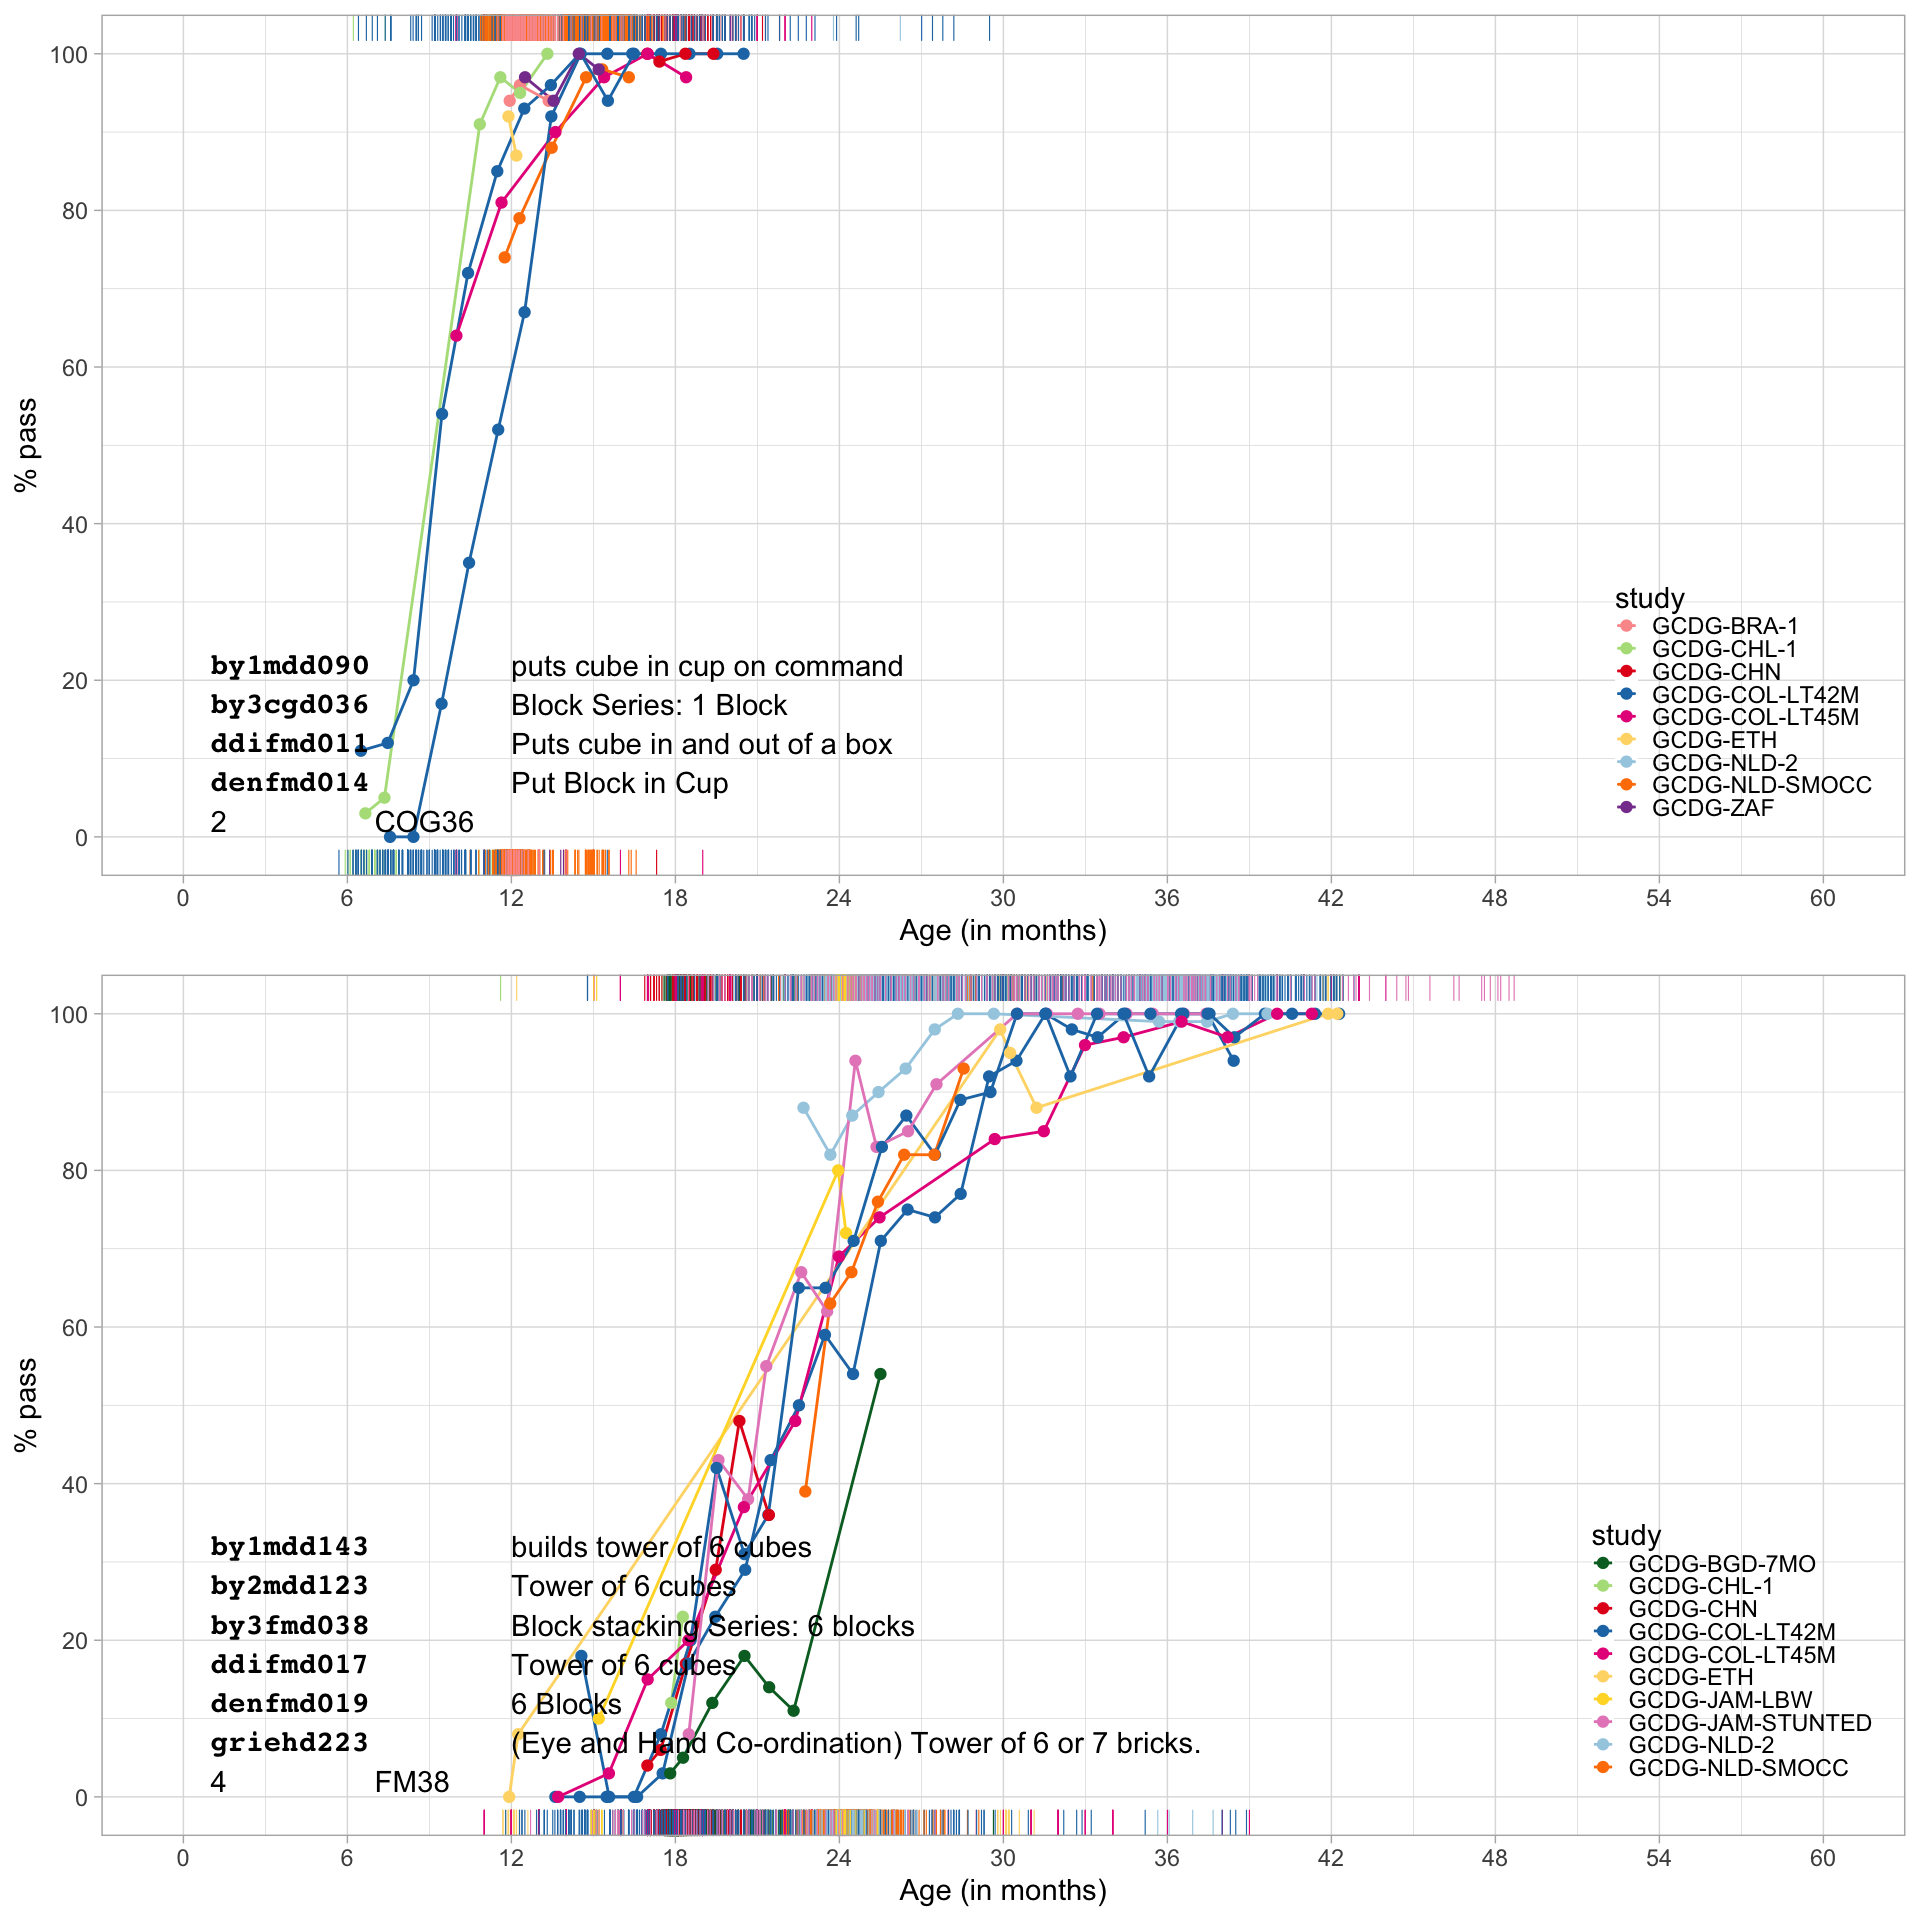 100
80
60
40
20
0
% pass
by1mdd090 puts cube in cup on command
by3cgd036 Block Series: 1 Block
ddifmd011 Puts cube in and out of a box
denfmd014 Put Block in Cup
2 COG36
study
GCDG-BRA-1
GCDG-CHL-1
GCDG-CHN
GCDG-COL-LT42M
GCDG-COL-LT45M
GCDG-ETH
GCDG-NLD-2
GCDG-NLD-SMOCC
GCDG-ZAF
0 6 12 18 24 30 36 42 48 54 60
Age (in months)
100
80
60
40
20
0
% pass
by1mdd143 builds tower of 6 cubes
by2mdd123 Tower of 6 cubes
by3fmd038 Block stacking Series: 6 blocks
ddifmd017 Tower of 6 cubes
denfmd019 6 Blocks
griehd223 (Eye and Hand Co-ordination) Tower of 6 or 7 bricks.
4 FM38
study
GCDG-BGD-7MO
GCDG-CHL-1
GCDG-CHN
GCDG-COL-LT42M
GCDG-COL-LT45M
GCDG-ETH
GCDG-JAM-LBW
GCDG-JAM-STUNTED
GCDG-NLD-2
GCDG-NLD-SMOCC
0 6 12 18 24 30 36 42 48 54 60
Age (in months)